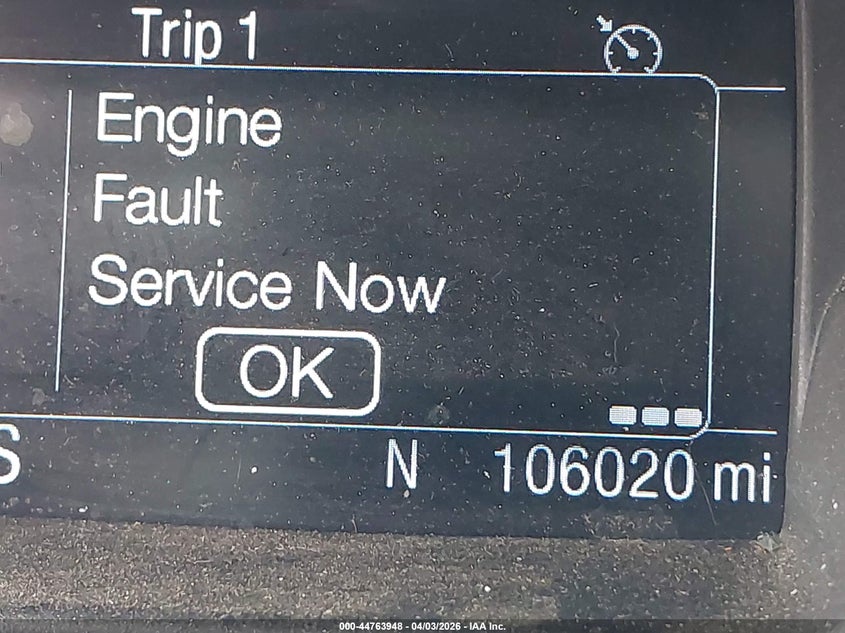 Trip 1
Engine
Fault
Service Now
OK
S
N 106020 mi
000-44763948 - 04/03/2026 - IAA Inc.